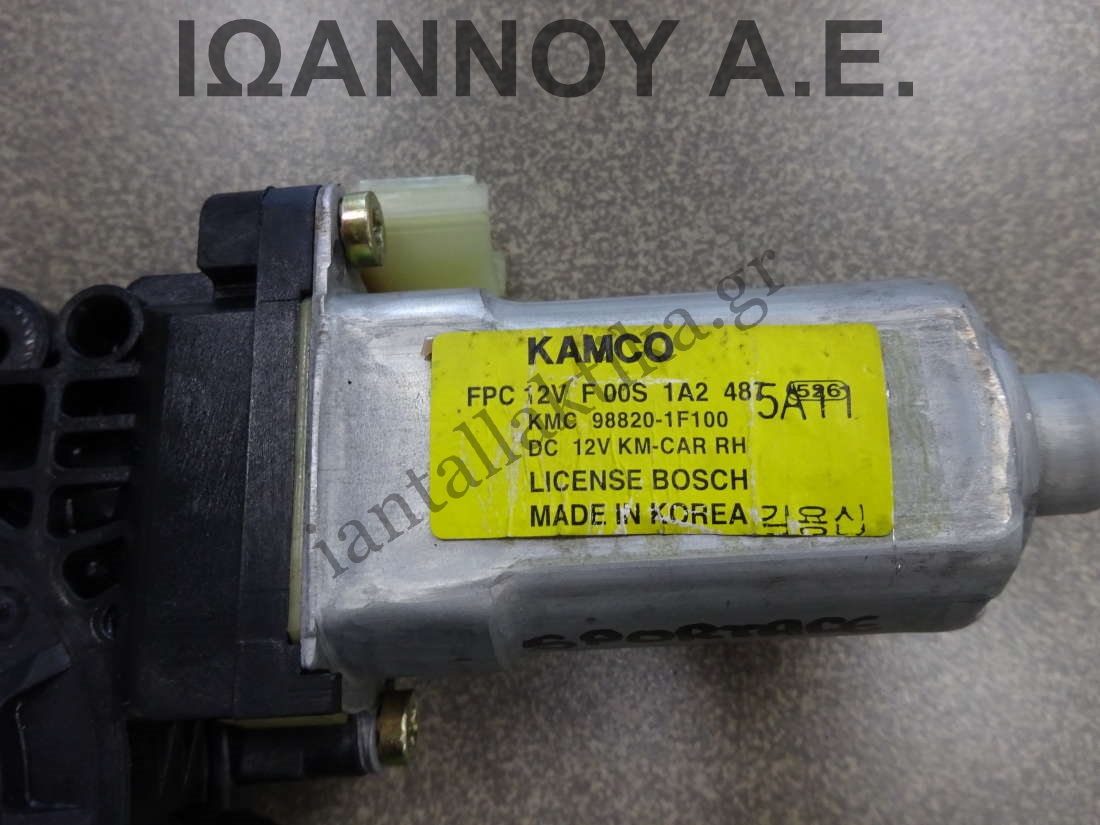 ΙΩΑΝΝΟΥ Α.Ε.
KAMCO
FPC 12V F 00S 1A2 487 526
5A11
KMC 98820-1F100
DC 12V KM-CAR RH
LICENSE BOSCH
MADE IN KOREA
iantallaktika.gr